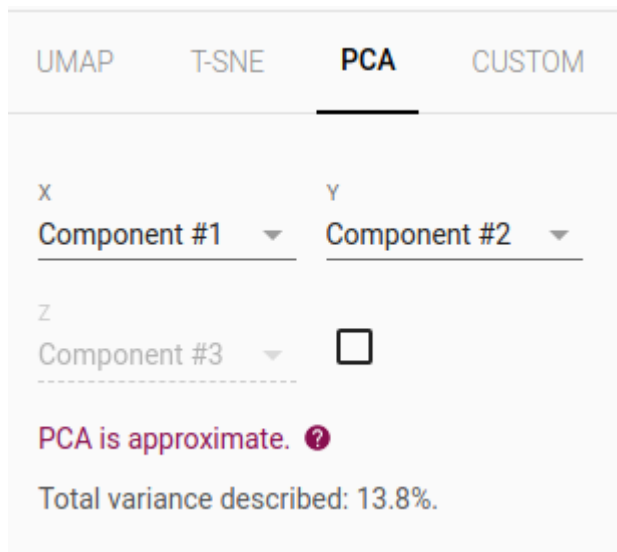 UMAP T-SNE PCA CUSTOM
X Y
Component #1 Component #2
Z
Component #3
PCA is approximate. ?
Total variance described: 13.8%.